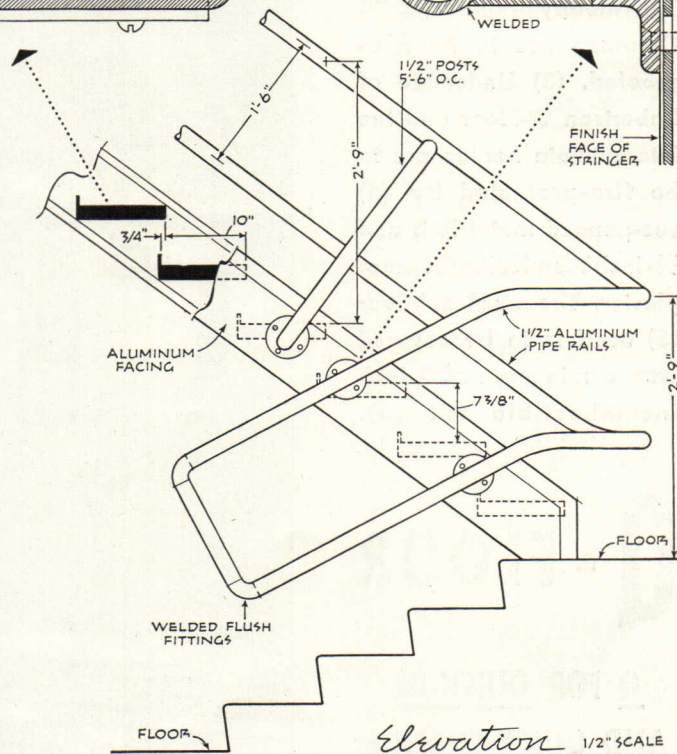 WELDED
1 1/2" POSTS
5'-6" O.C.
1'-6"
2'-9"
FINISH
FACE OF
STRINGER
10"
3/4"
ALUMINUM
FACING
1 1/2" ALUMINUM
PIPE RAILS
2'-9"
7 3/8"
FLOOR
WELDED FLUSH
FITTINGS
FLOOR
Elevation 1/2" SCALE